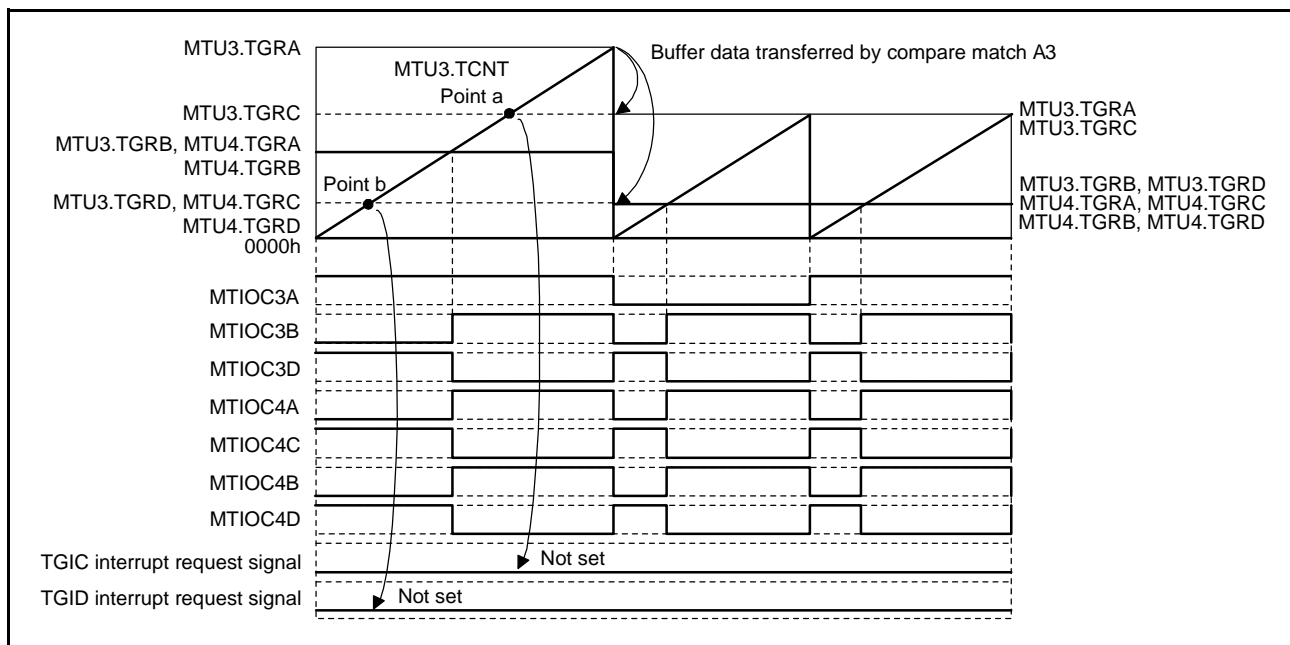 MTU3.TGRA
Buffer data transferred by compare match A3
MTU3.TCNT
Point a
MTU3.TGRC
MTU3.TGRA
MTU3.TGRC
MTU3.TGRB, MTU4.TGRA
MTU4.TGRB
Point b
MTU3.TGRD, MTU4.TGRC
MTU4.TGRD
0000h
MTU3.TGRB, MTU3.TGRD
MTU4.TGRA, MTU4.TGRC
MTU4.TGRB, MTU4.TGRD
MTIOC3A
MTIOC3B
MTIOC3D
MTIOC4A
MTIOC4C
MTIOC4B
MTIOC4D
TGIC interrupt request signal
Not set
TGID interrupt request signal
Not set